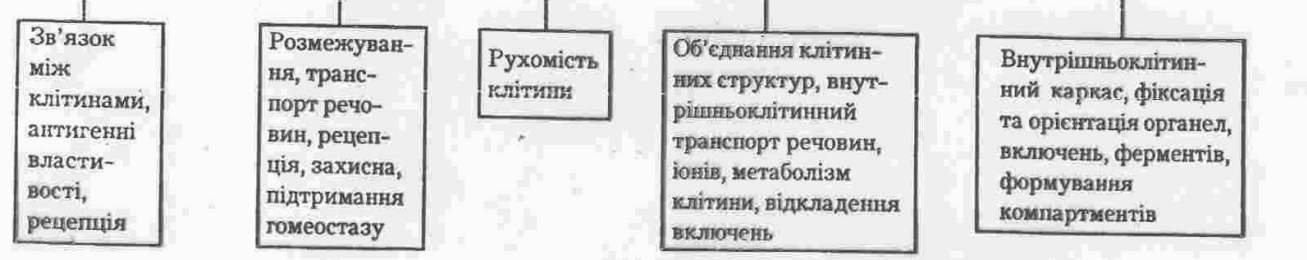 Зв’язок
між
клітинами,
антигенні
власти-
вості,
рецепція
Розмежуван-
ня, транс-
порт речо-
вин, рецеп-
ція, захисна,
підтримання
гомеостазу
Рухомість
клітини
Об’єднання клітин-
них структур, внут-
рішньоклітинний
транспорт речовин,
іонів, метаболізм
клітини, відкладення
включень
Внутрішньоклітин-
ний каркас, фіксація
та орієнтація органел,
включень, ферментів,
формування
компартментів